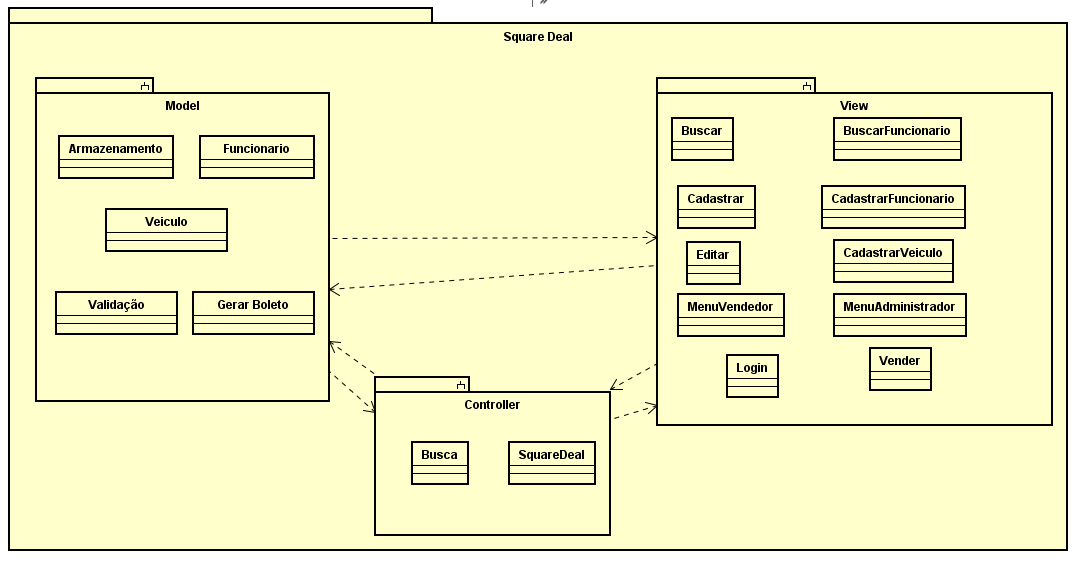 Square Deal
Model
Armazenamento
Funcionario
Veiculo
Validação
Gerar Boleto
View
Buscar
BuscarFuncionario
Cadastrar
CadastrarFuncionario
Editar
CadastrarVeiculo
MenuVendedor
MenuAdministrador
Login
Vender
Controller
Busca
SquareDeal